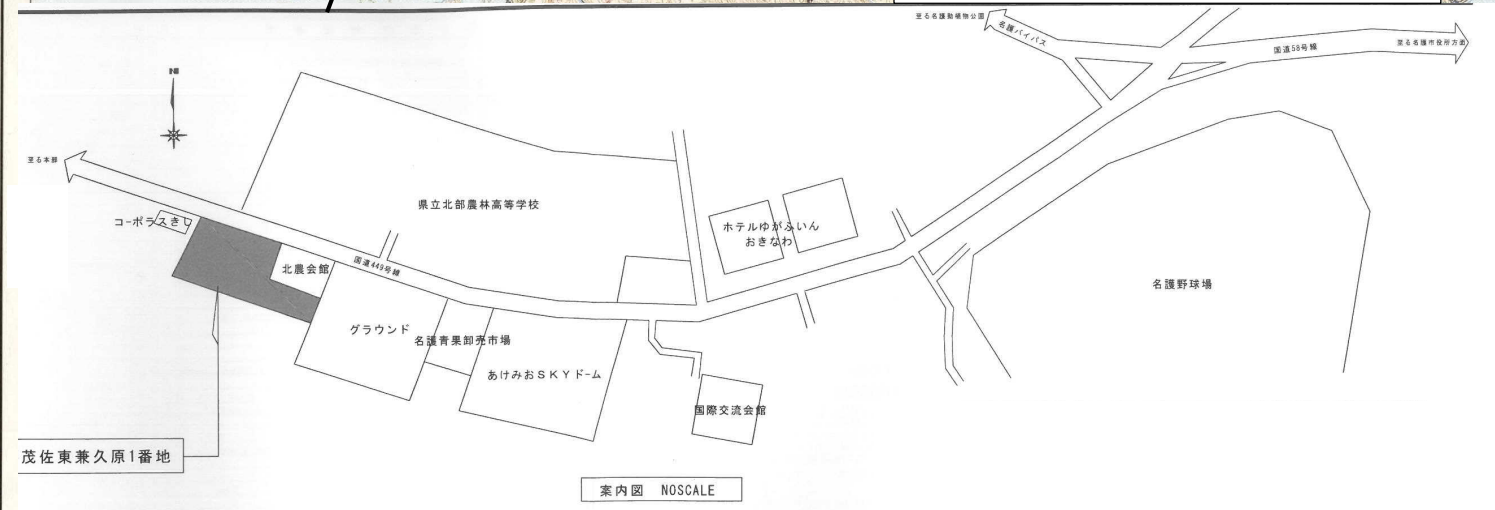 至る名護動植物公園
名護バイパス
国道58号線
至る名護市役所方面
N
至る本部
県立北部農林高等学校
コーポラスきし
ホテルゆがふいん
おきなわ
北農会館
国道449号線
名護野球場
グラウンド
名護青果卸売市場
あけみおSKYドーム
国際交流会館
茂佐東兼久原1番地
案内図 NOSCALE